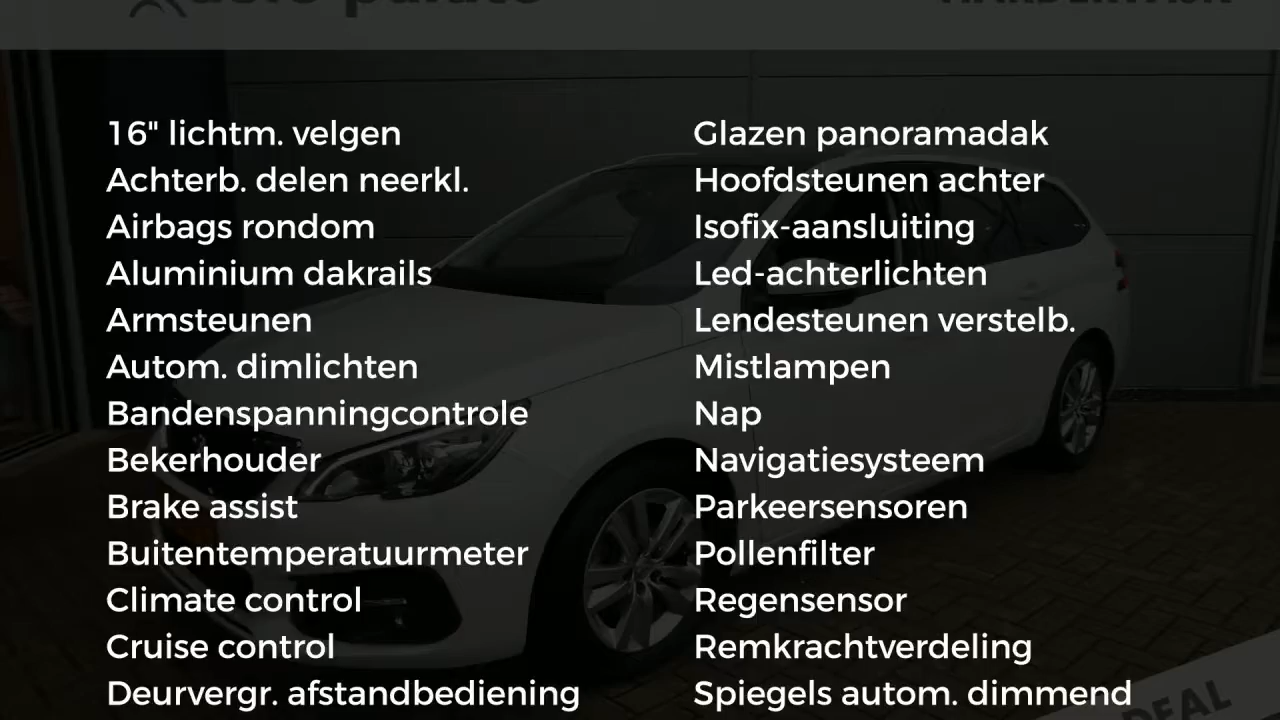 16" lichtm. velgen
Achterb. delen neerkl.
Airbags rondom
Aluminium dakrails
Armsteunen
Autom. dimlichten
Bandenspanningcontrole
Bekerhouder
Brake assist
Buitentemperatuurmeter
Climate control
Cruise control
Deurvergr. afstandbediening
Glazen panoramadak
Hoofdsteunen achter
Isofix-aansluiting
Led-achterlichten
Lendesteunen verstelb.
Mistlampen
Nap
Navigatiesysteem
Parkeersensoren
Pollenfilter
Regensensor
Remkrachtverdeling
Spiegels autom. dimmend